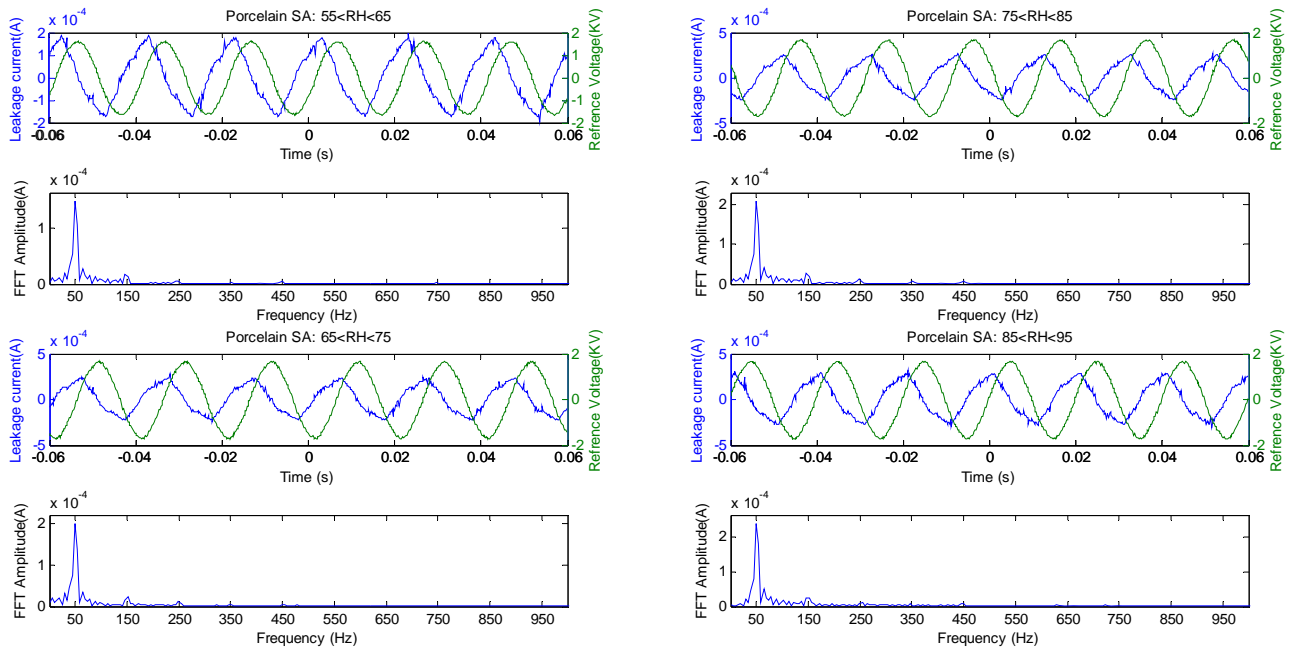 Porcelain SA: 55<RH<65
x 10^-4
Leakage current(A)
2 1 0 -1 -2
Refrence Voltage(KV)
2 1 0 -1 -2
-0.06 -0.04 -0.02 0 0.02 0.04 0.06
Time (s)
x 10^-4
FFT Amplitude(A)
1 0
50 150 250 350 450 550 650 750 850 950
Frequency (Hz)
Porcelain SA: 65<RH<75
x 10^-4
Leakage current(A)
5 0 -5
Refrence Voltage(KV)
2 0 -2
-0.06 -0.04 -0.02 0 0.02 0.04 0.06
Time (s)
x 10^-4
FFT Amplitude(A)
2 1 0
50 150 250 350 450 550 650 750 850 950
Frequency (Hz)
Porcelain SA: 75<RH<85
x 10^-4
Leakage current(A)
5 0 -5
Refrence Voltage(KV)
2 0 -2
-0.06 -0.04 -0.02 0 0.02 0.04 0.06
Time (s)
x 10^-4
FFT Amplitude(A)
2 1 0
50 150 250 350 450 550 650 750 850 950
Frequency (Hz)
Porcelain SA: 85<RH<95
x 10^-4
Leakage current(A)
5 0 -5
Refrence Voltage(KV)
2 0 -2
-0.06 -0.04 -0.02 0 0.02 0.04 0.06
Time (s)
x 10^-4
FFT Amplitude(A)
2 1 0
50 150 250 350 450 550 650 750 850 950
Frequency (Hz)